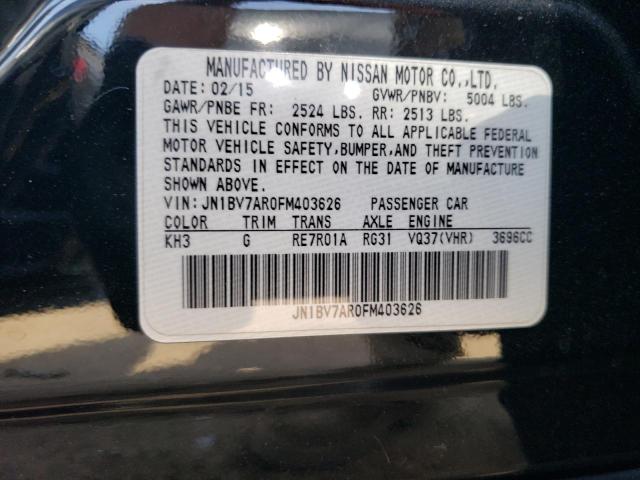 MANUFACTURED BY NISSAN MOTOR CO.,LTD.
DATE: 02/15 GVWR/PNBV: 5004 LBS.
GAWR/PNBE FR: 2524 LBS. RR: 2513 LBS.
THIS VEHICLE CONFORMS TO ALL APPLICABLE FEDERAL
MOTOR VEHICLE SAFETY,BUMPER,AND THEFT PREVENTION
STANDARDS IN EFFECT ON THE DATE OF MANUFACTURE
SHOWN ABOVE.
VIN: JN1BV7AR0FM403626 PASSENGER CAR
COLOR TRIM TRANS AXLE ENGINE
KH3 G RE7R01A RG31 VQ37(VHR) 3696CC
JN1BV7AR0FM403626